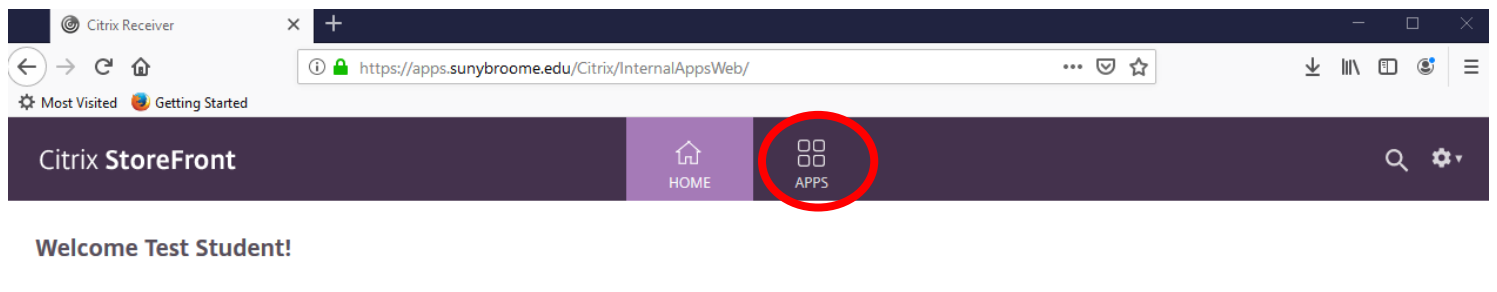 Citrix Receiver
https://apps.sunybroome.edu/Citrix/InternalAppsWeb/
Most Visited Getting Started
Citrix StoreFront
HOME
APPS
Welcome Test Student!